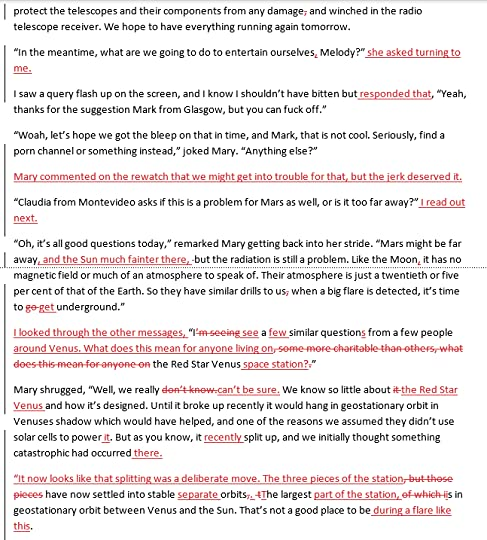 protect the telescopes and their components from any damage, and winched in the radio
telescope receiver. We hope to have everything running again tomorrow.
“In the meantime, what are we going to do to entertain ourselves, Melody?” she asked turning to
me.
I saw a query flash up on the screen, and I know I shouldn’t have bitten but responded that, “Yeah,
thanks for the suggestion Mark from Glasgow, but you can fuck off.”
“Woah, let’s hope we got the bleep on that in time, and Mark, that is not cool. Seriously, find a
porn channel or something instead,” joked Mary. “Anything else?”
Mary commented on the rewatch that we might get into trouble for that, but the jerk deserved it.
“Claudia from Montevideo asks if this is a problem for Mars as well, or is it too far away?” I read out
next.
“Oh, it’s all good questions today,” remarked Mary getting back into her stride. “Mars might be far
away, and the Sun much fainter there, but the radiation is still a problem. Like the Moon, it has no
magnetic field or much of an atmosphere to speak of. Their atmosphere is just a twentieth or five
per cent of that of the Earth. So they have similar drills to us, when a big flare is detected, it’s time
to go get underground.”
I looked through the other messages, “I’m seeing see a few similar questions from a few people
around Venus. What does this mean for anyone living on, some more charitable than others, what
does this mean for anyone on the Red Star Venus space station?.”
Mary shrugged, “Well, we really don’t know.can’t be sure. We know so little about it the Red Star
Venus and how it’s designed. Until it broke up recently it would hang in geostationary orbit in
Venuses shadow which would have helped, and one of the reasons we assumed they didn’t use
solar cells to power it. But as you know, it recently split up, and we initially thought something
catastrophic had occurred there.
“It now looks like that splitting was a deliberate move. The three pieces of the station, but those
pieces have now settled into stable separate orbits,. tThe largest part of the station, of which iis in
geostationary orbit between Venus and the Sun. That’s not a good place to be during a flare like
this.